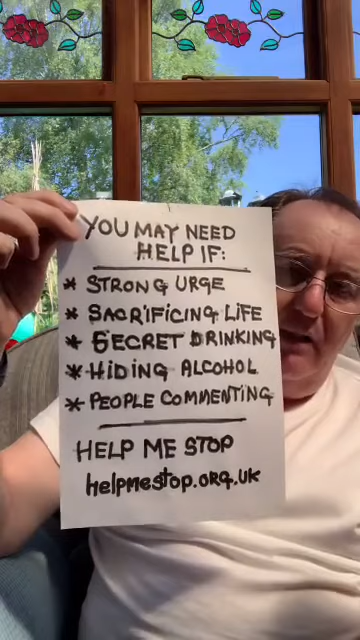 YOU MAY NEED
HELP IF:
* STRONG URGE
* SACRIFICING LIFE
* SECRET DRINKING
* HIDING ALCOHOL
* PEOPLE COMMENTING
HELP ME STOP
helpmestop.org.uk